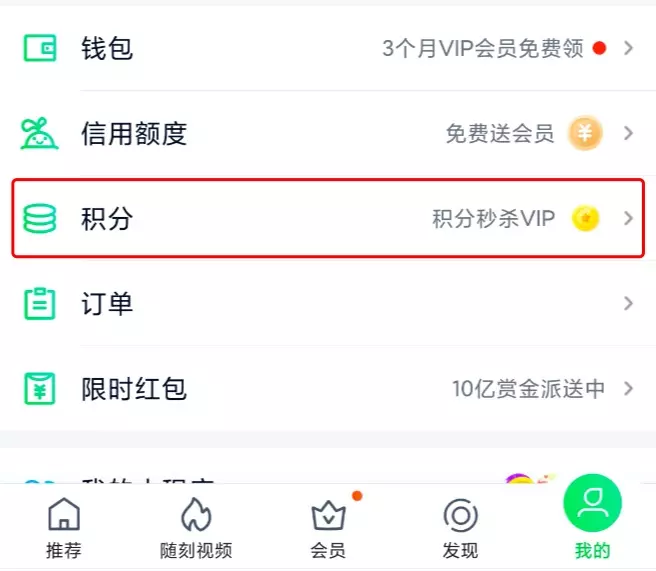 钱包 3个月VIP会员免费领
信用额度 免费送会员
积分 积分秒杀VIP
订单
限时红包 10亿赏金派送中
推荐 随刻视频 会员 发现 我的